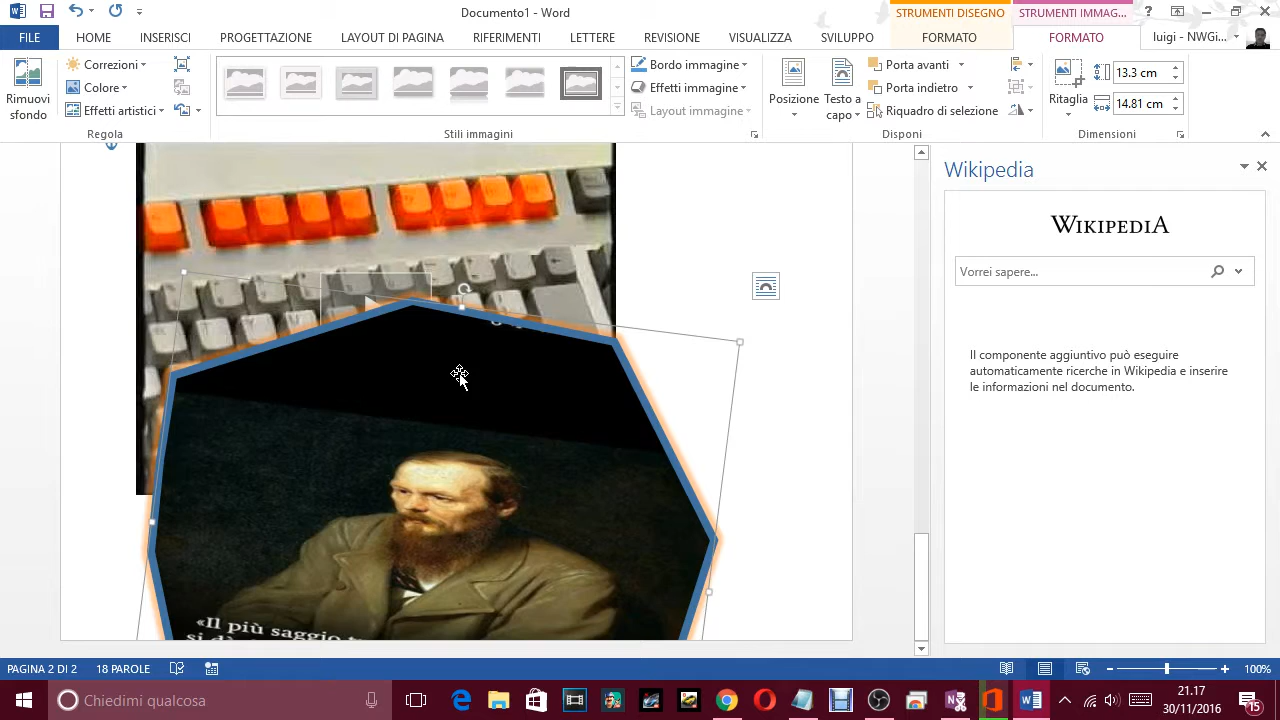 Documento1 - Word
STRUMENTI DISEGNO
STRUMENTI IMMAG...
?
FILE
HOME
INSERISCI
PROGETTAZIONE
LAYOUT DI PAGINA
RIFERIMENTI
LETTERE
REVISIONE
VISUALIZZA
SVILUPPO
FORMATO
FORMATO
luigi - NWGi...
Rimuovi sfondo
Correzioni
Colore
Effetti artistici
Regola
Stili immagini
Bordo immagine
Effetti immagine
Layout immagine
Posizione
Testo a capo
Porta avanti
Porta indietro
Riquadro di selezione
Disponi
Ritaglia
13.3 cm
14.81 cm
Dimensioni
Wikipedia
WIKIPEDIA
Vorrei sapere...
Il componente aggiuntivo può eseguire
automaticamente ricerche in Wikipedia e inserire
le informazioni nel documento.
«Il più saggio
si dà
PAGINA 2 DI 2
18 PAROLE
100%
Chiedimi qualcosa
21.17
30/11/2016
15